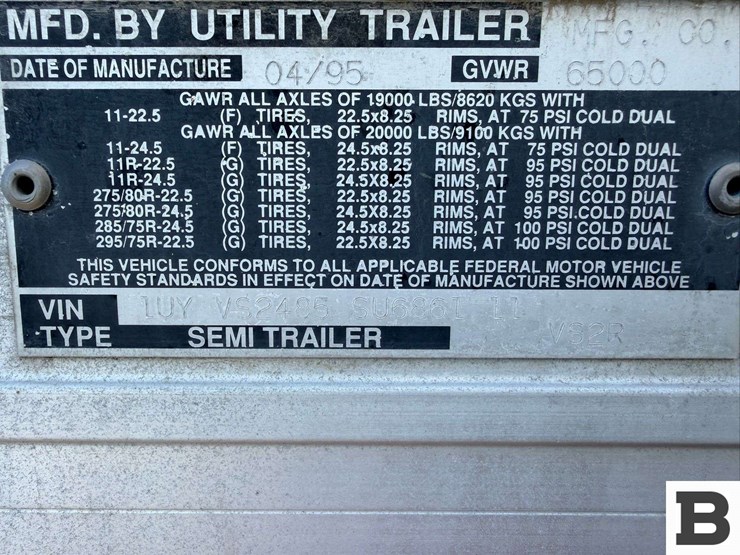 MFD. BY UTILITY TRAILER MFG. CO.
DATE OF MANUFACTURE 04/95 GVWR 65000
GAWR ALL AXLES OF 19000 LBS/8620 KGS WITH
11-22.5 (F) TIRES, 22.5x8.25 RIMS, AT 75 PSI COLD DUAL
GAWR ALL AXLES OF 20000 LBS/9100 KGS WITH
11-24.5 (F) TIRES, 24.5x8.25 RIMS, AT 75 PSI COLD DUAL
11R-22.5 (G) TIRES, 22.5x8.25 RIMS, AT 95 PSI COLD DUAL
11R-24.5 (G) TIRES, 24.5X8.25 RIMS, AT 95 PSI COLD DUAL
275/80R-22.5 (G) TIRES, 22.5X8.25 RIMS, AT 95 PSI COLD DUAL
275/80R-24.5 (G) TIRES, 24.5X8.25 RIMS, AT 95 PSI COLD DUAL
285/75R-24.5 (G) TIRES, 24.5X8.25 RIMS, AT 100 PSI COLD DUAL
295/75R-22.5 (G) TIRES, 22.5X8.25 RIMS, AT 100 PSI COLD DUAL
THIS VEHICLE CONFORMS TO ALL APPLICABLE FEDERAL MOTOR VEHICLE
SAFETY STANDARDS IN EFFECT ON DATE OF MANUFACTURE SHOWN ABOVE
VIN 1UY
TYPE SEMI TRAILER VS2R
B